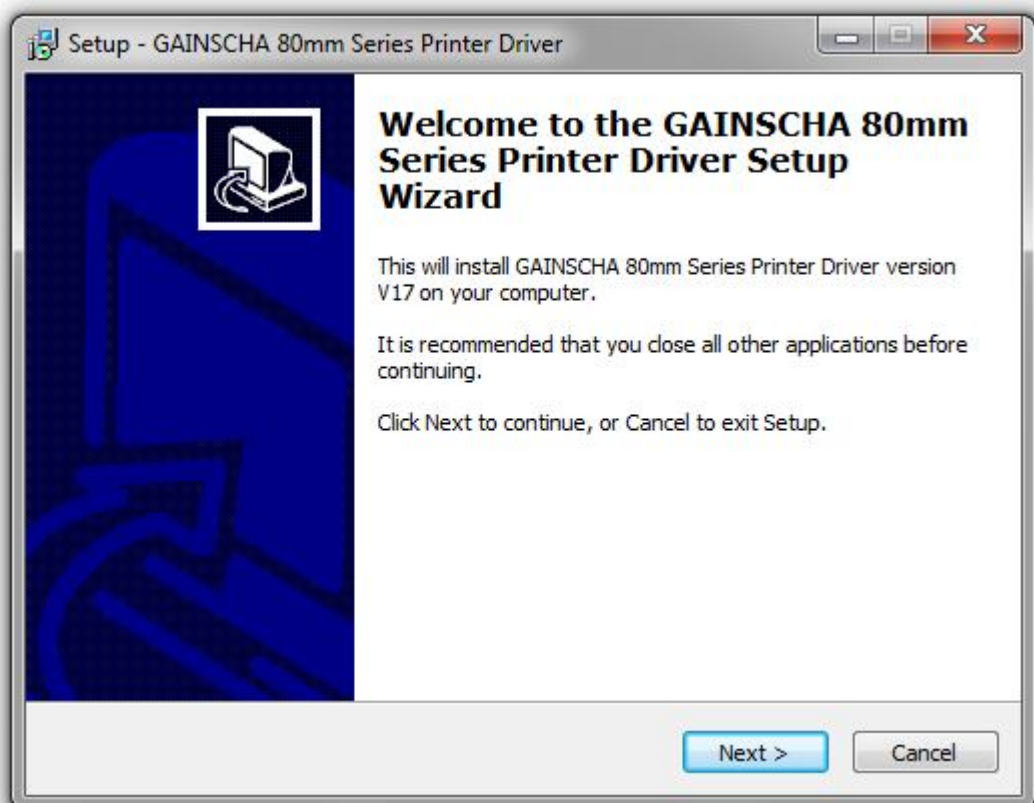 Setup - GAINSCHA 80mm Series Printer Driver
Welcome to the GAINSCHA 80mm
Series Printer Driver Setup
Wizard
This will install GAINSCHA 80mm Series Printer Driver version
V17 on your computer.
It is recommended that you close all other applications before
continuing.
Click Next to continue, or Cancel to exit Setup.
Next >
Cancel